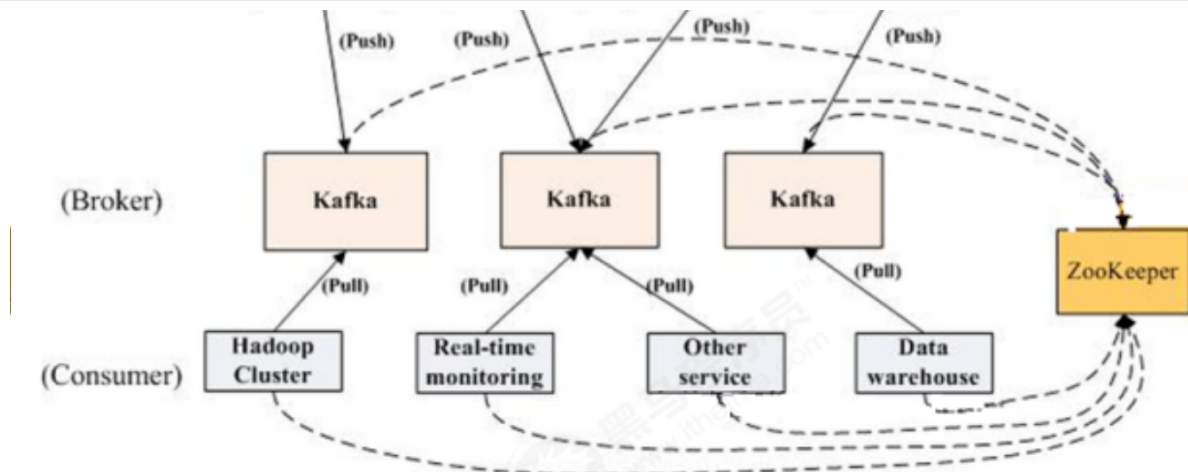 (Push) (Push) (Push) (Push)
(Broker) Kafka Kafka Kafka
ZooKeeper
(Pull) (Pull) (Pull) (Pull)
(Consumer)
Hadoop
Cluster
Real-time
monitoring
Other
service
Data
warehouse